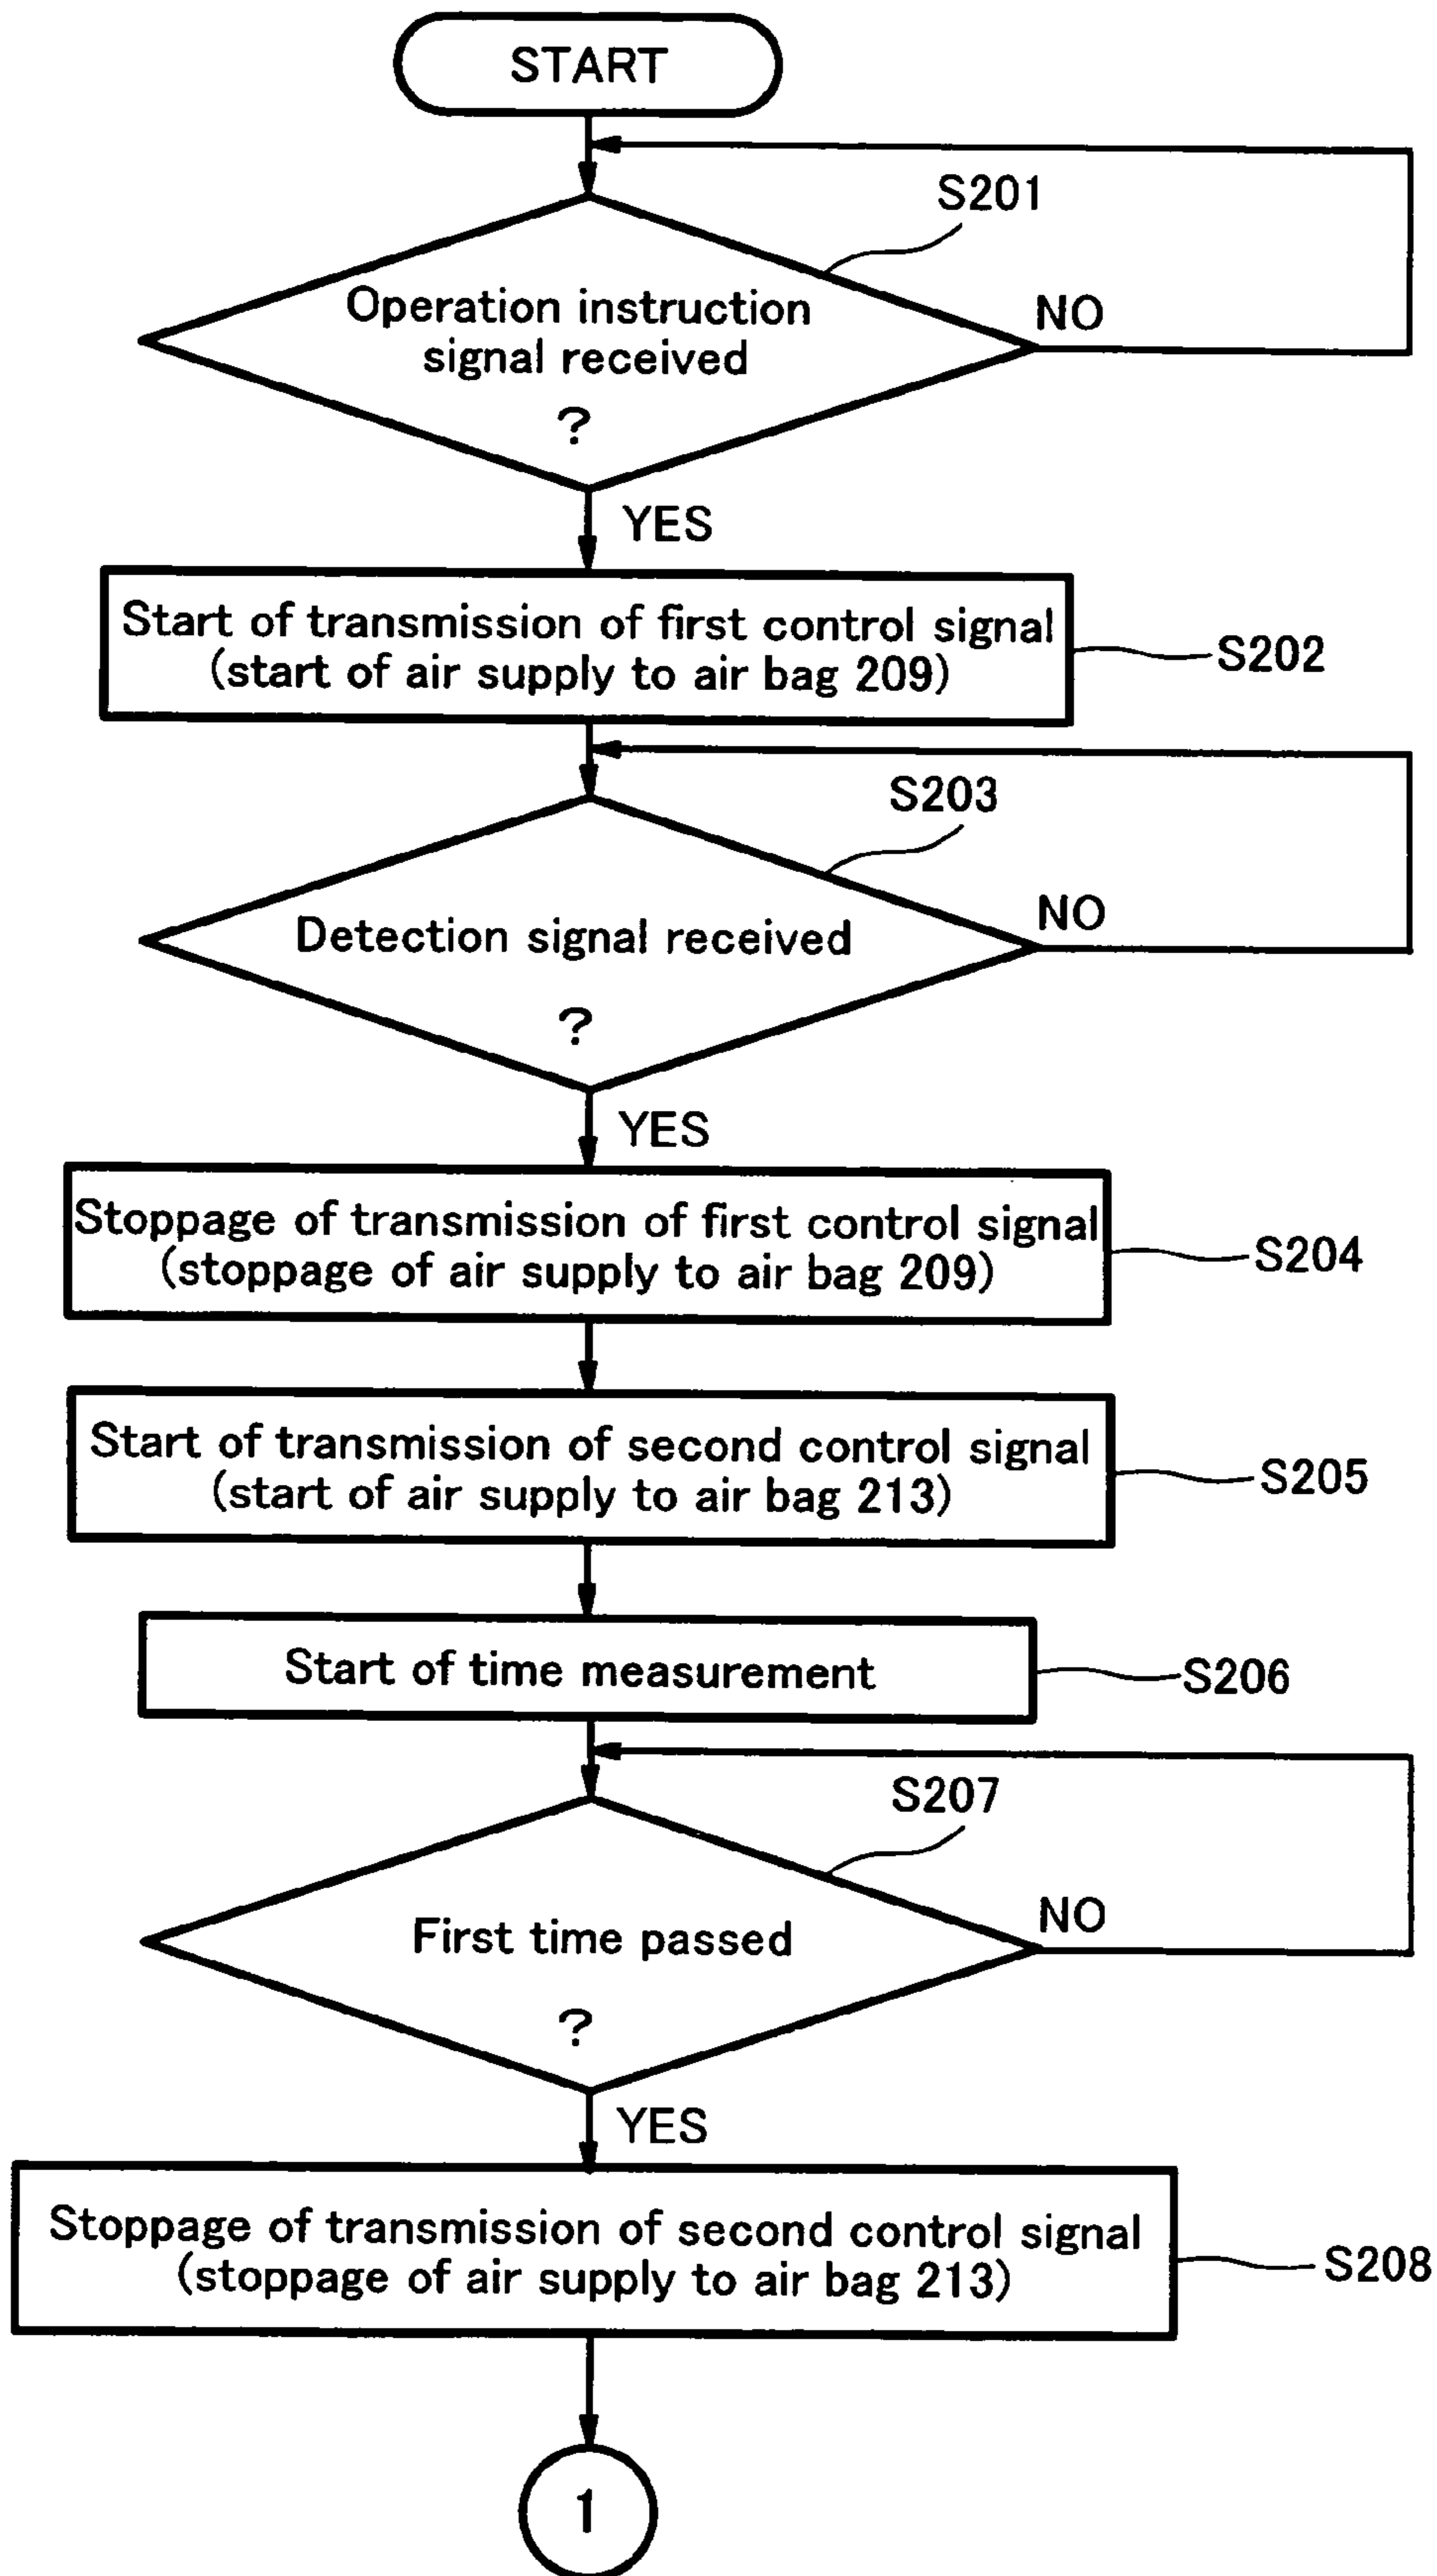 START
S201
Operation instruction
signal received
?
NO
YES
Start of transmission of first control signal
(start of air supply to air bag 209)
S202
S203
Detection signal received
?
NO
YES
Stoppage of transmission of first control signal
(stoppage of air supply to air bag 209)
S204
Start of transmission of second control signal
(start of air supply to air bag 213)
S205
Start of time measurement
S206
S207
First time passed
?
NO
YES
Stoppage of transmission of second control signal
(stoppage of air supply to air bag 213)
S208
1